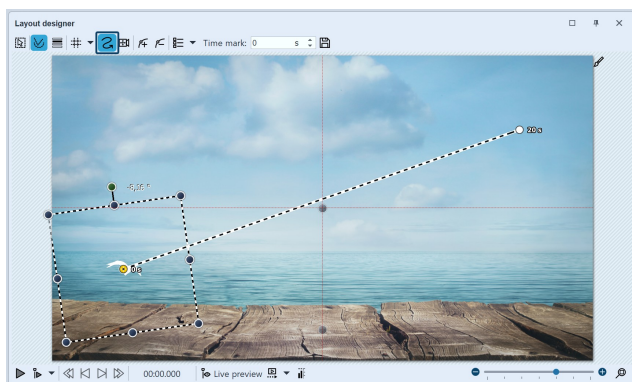 Layout designer
Time mark: 0 s
20 s
0 s
00:00.000 Live preview